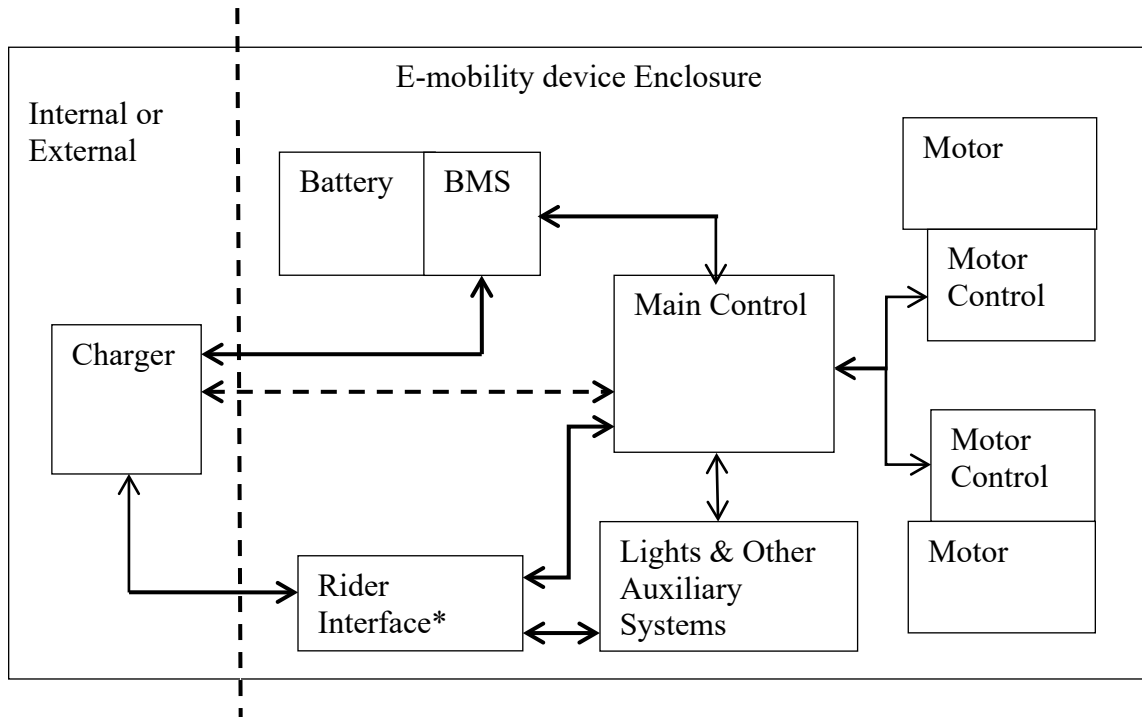 E-mobility device Enclosure
Internal or
External
Battery
BMS
Motor
Motor
Control
Main Control
Charger
Motor
Control
Motor
Lights & Other
Auxiliary
Systems
Rider
Interface*